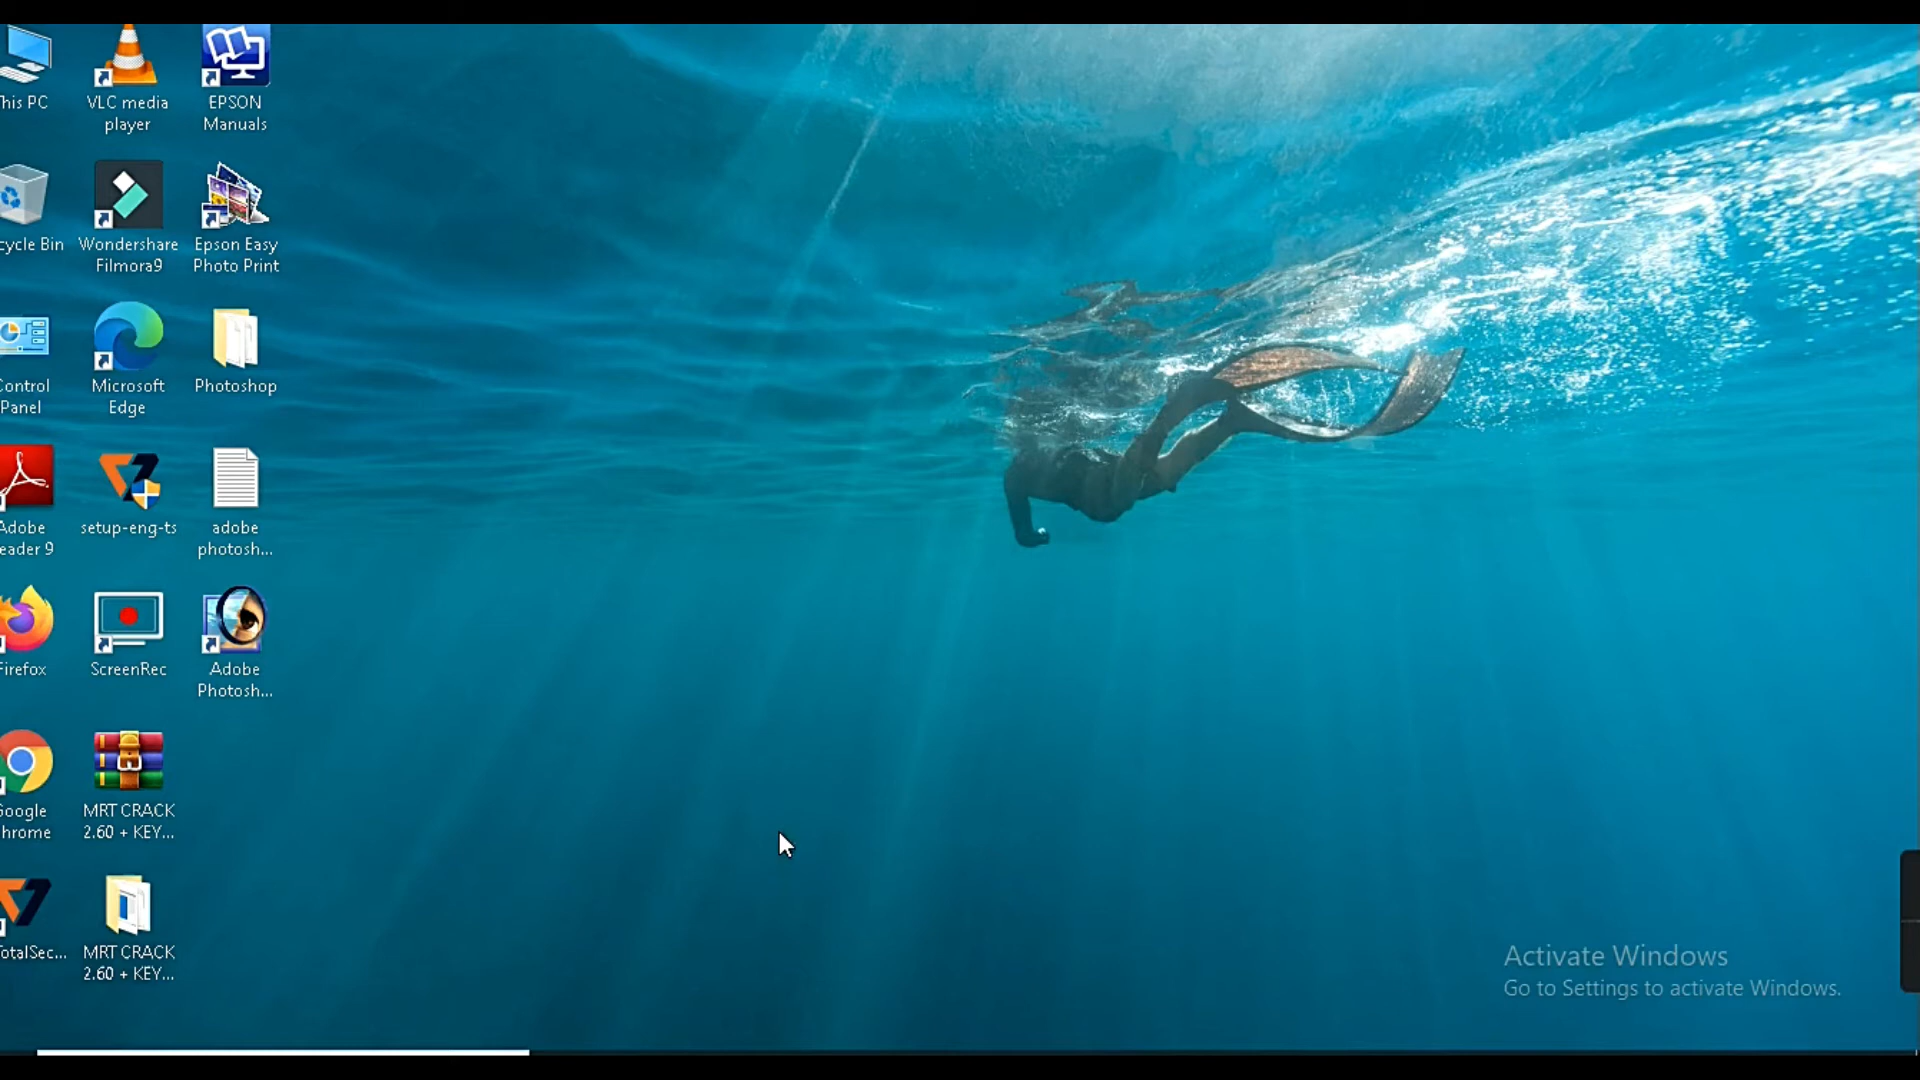 his PC
VLC media
player
EPSON
Manuals
cycle Bin
Wondershare
Filmora9
Epson Easy
Photo Print
Control
Panel
Microsoft
Edge
Photoshop
Adobe
eader 9
setup-eng-ts
adobe
photosh...
Firefox
ScreenRec
Adobe
Photosh...
Google
hrome
MRT CRACK
2.60 + KEY...
otalSec...
MRT CRACK
2.60 + KEY...
Activate Windows
Go to Settings to activate Windows.